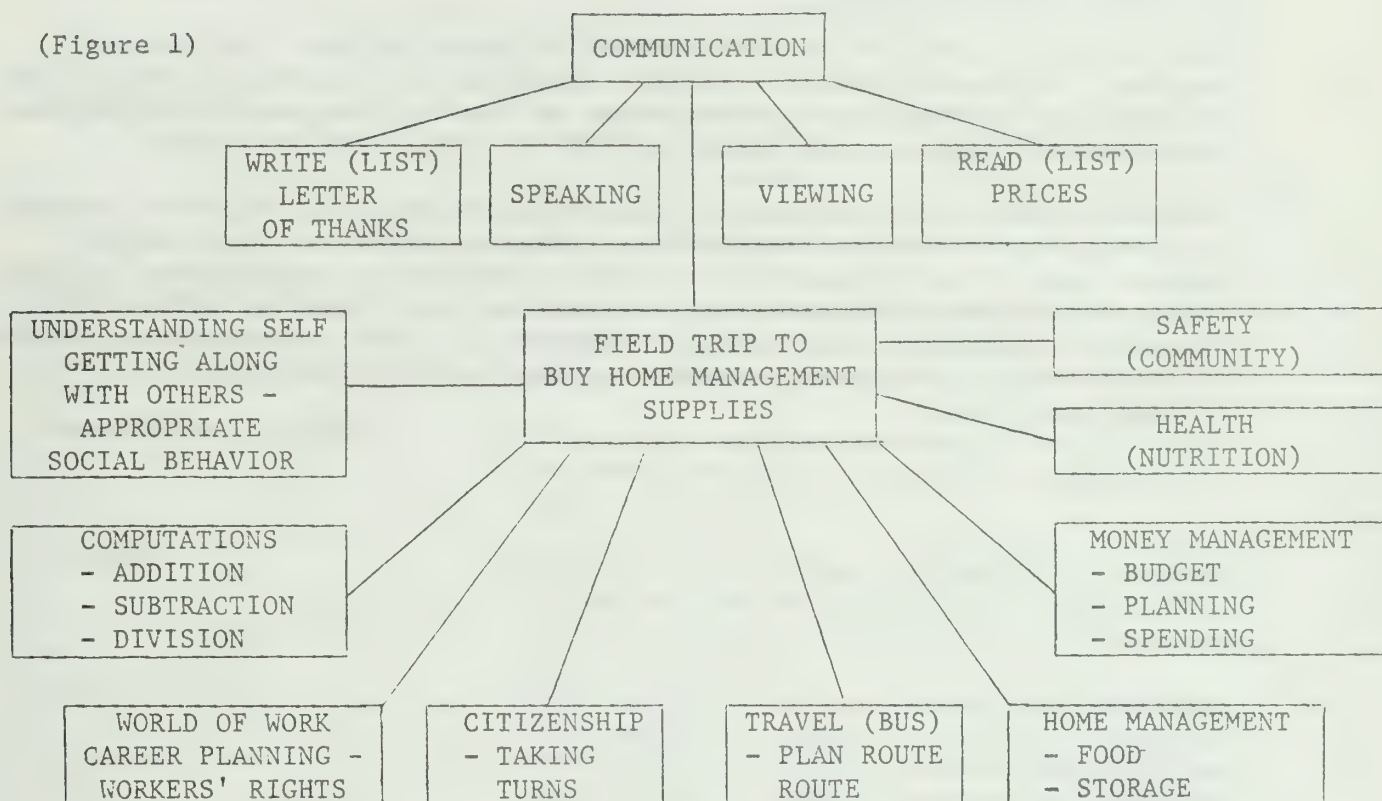 (Figure 1)
COMMUNICATION
WRITE (LIST)
LETTER
OF THANKS
SPEAKING
VIEWING
READ (LIST)
PRICES
UNDERSTANDING SELF
GETTING ALONG
WITH OTHERS -
APPROPRIATE
SOCIAL BEHAVIOR
FIELD TRIP TO
BUY HOME MANAGEMENT
SUPPLIES
SAFETY
(COMMUNITY)
HEALTH
(NUTRITION)
COMPUTATIONS
- ADDITION
- SUBTRACTION
- DIVISION
MONEY MANAGEMENT
- BUDGET
- PLANNING
- SPENDING
WORLD OF WORK
CAREER PLANNING -
WORKERS' RIGHTS
CITIZENSHIP
- TAKING
TURNS
TRAVEL (BUS)
- PLAN ROUTE
ROUTE
HOME MANAGEMENT
- FOOD
- STORAGE